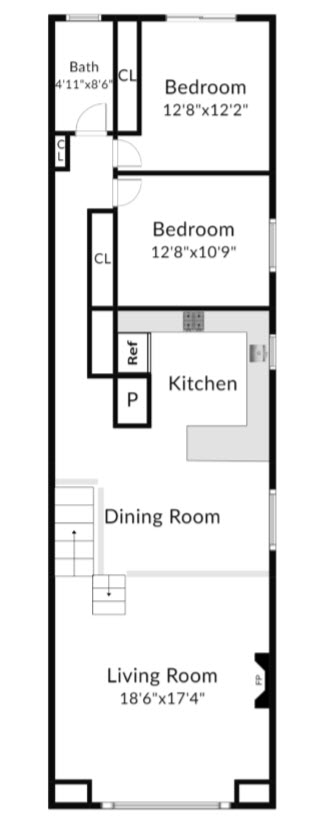 Bath
4'11"x8'6"
CL
Bedroom
12'8"x12'2"
CL
Bedroom
12'8"x10'9"
CL
Ref
Kitchen
P
Dining Room
Living Room
18'6"x17'4"
FP